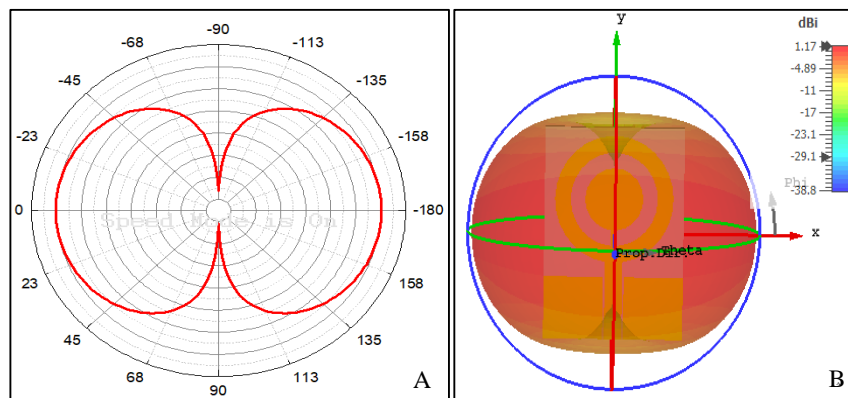 -90
-68 -113
-45 -135
-23 -158
0 Speed Mode is On -180
23 158
45 135
68 113
90
A
y
dBi
1.17
-4.89
-11
-17
-23.1
-29.1
-38.8
Phi
x
Prop.Dir. Theta
B